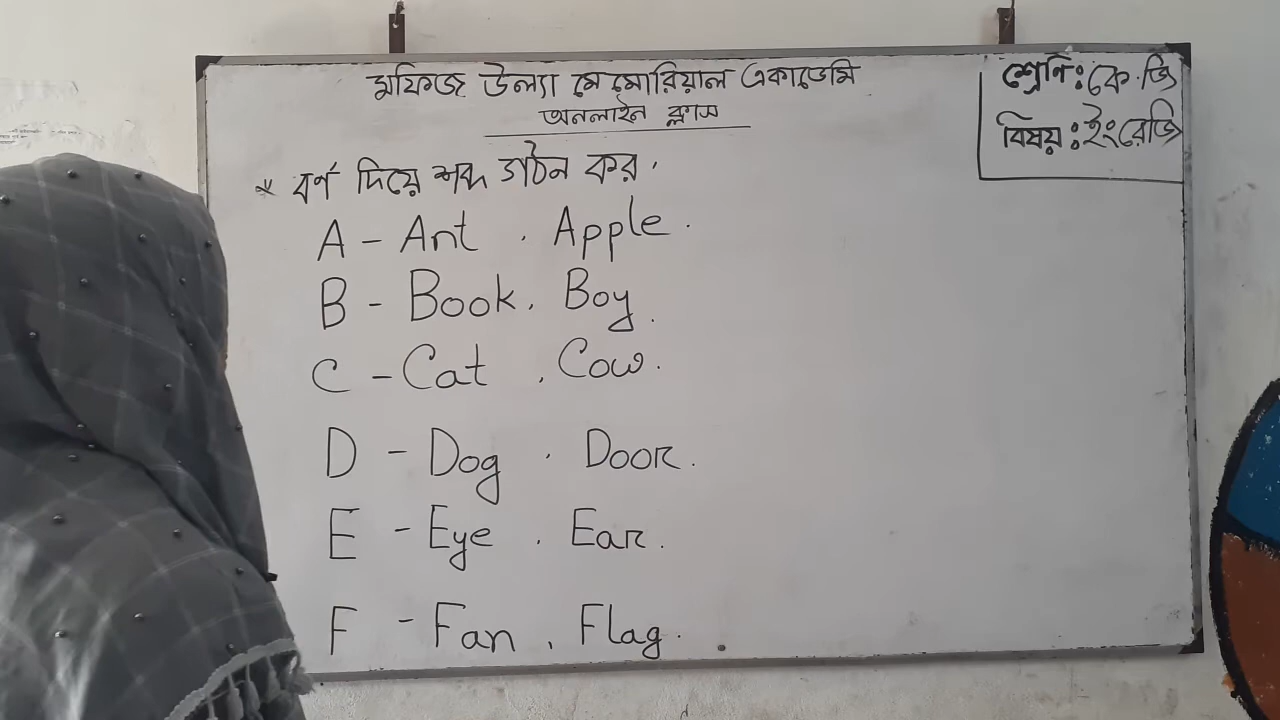 মফিজ উল্যা মেমোরিয়াল একাডেমি
অনলাইন ক্লাস
শ্রেণি: কে.জি
বিষয়: ইংরেজি
* বর্ণ দিয়ে শব্দ গঠন কর.
A - Ant . Apple.
B - Book. Boy.
C - Cat . Cow.
D - Dog . Door.
E - Eye . Ear.
F - Fan . Flag.